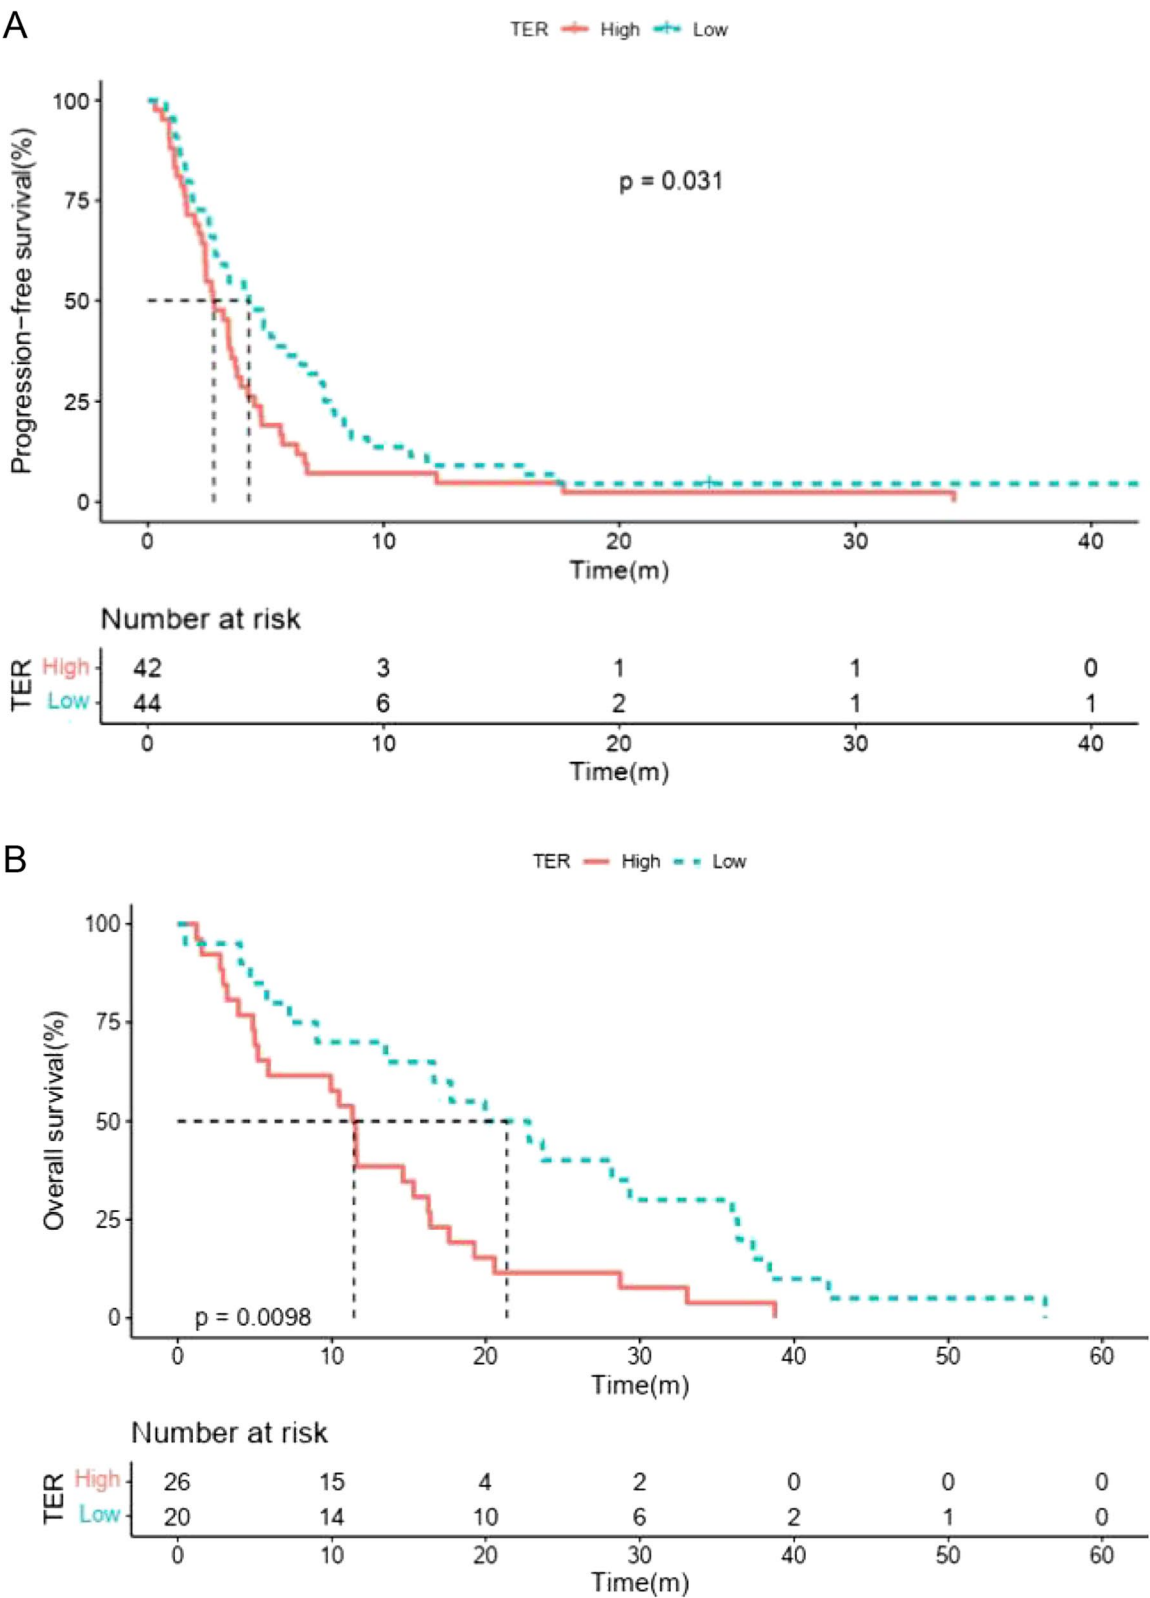 A
TER High Low
Progression-free survival(%)
100
75
50
25
0
p = 0.031
0 10 20 30 40
Time(m)
Number at risk
TER
High 42 3 1 1 0
Low 44 6 2 1 1
0 10 20 30 40
Time(m)
B
TER High Low
Overall survival(%)
100
75
50
25
0
p = 0.0098
0 10 20 30 40 50 60
Time(m)
Number at risk
TER
High 26 15 4 2 0 0 0
Low 20 14 10 6 2 1 0
0 10 20 30 40 50 60
Time(m)